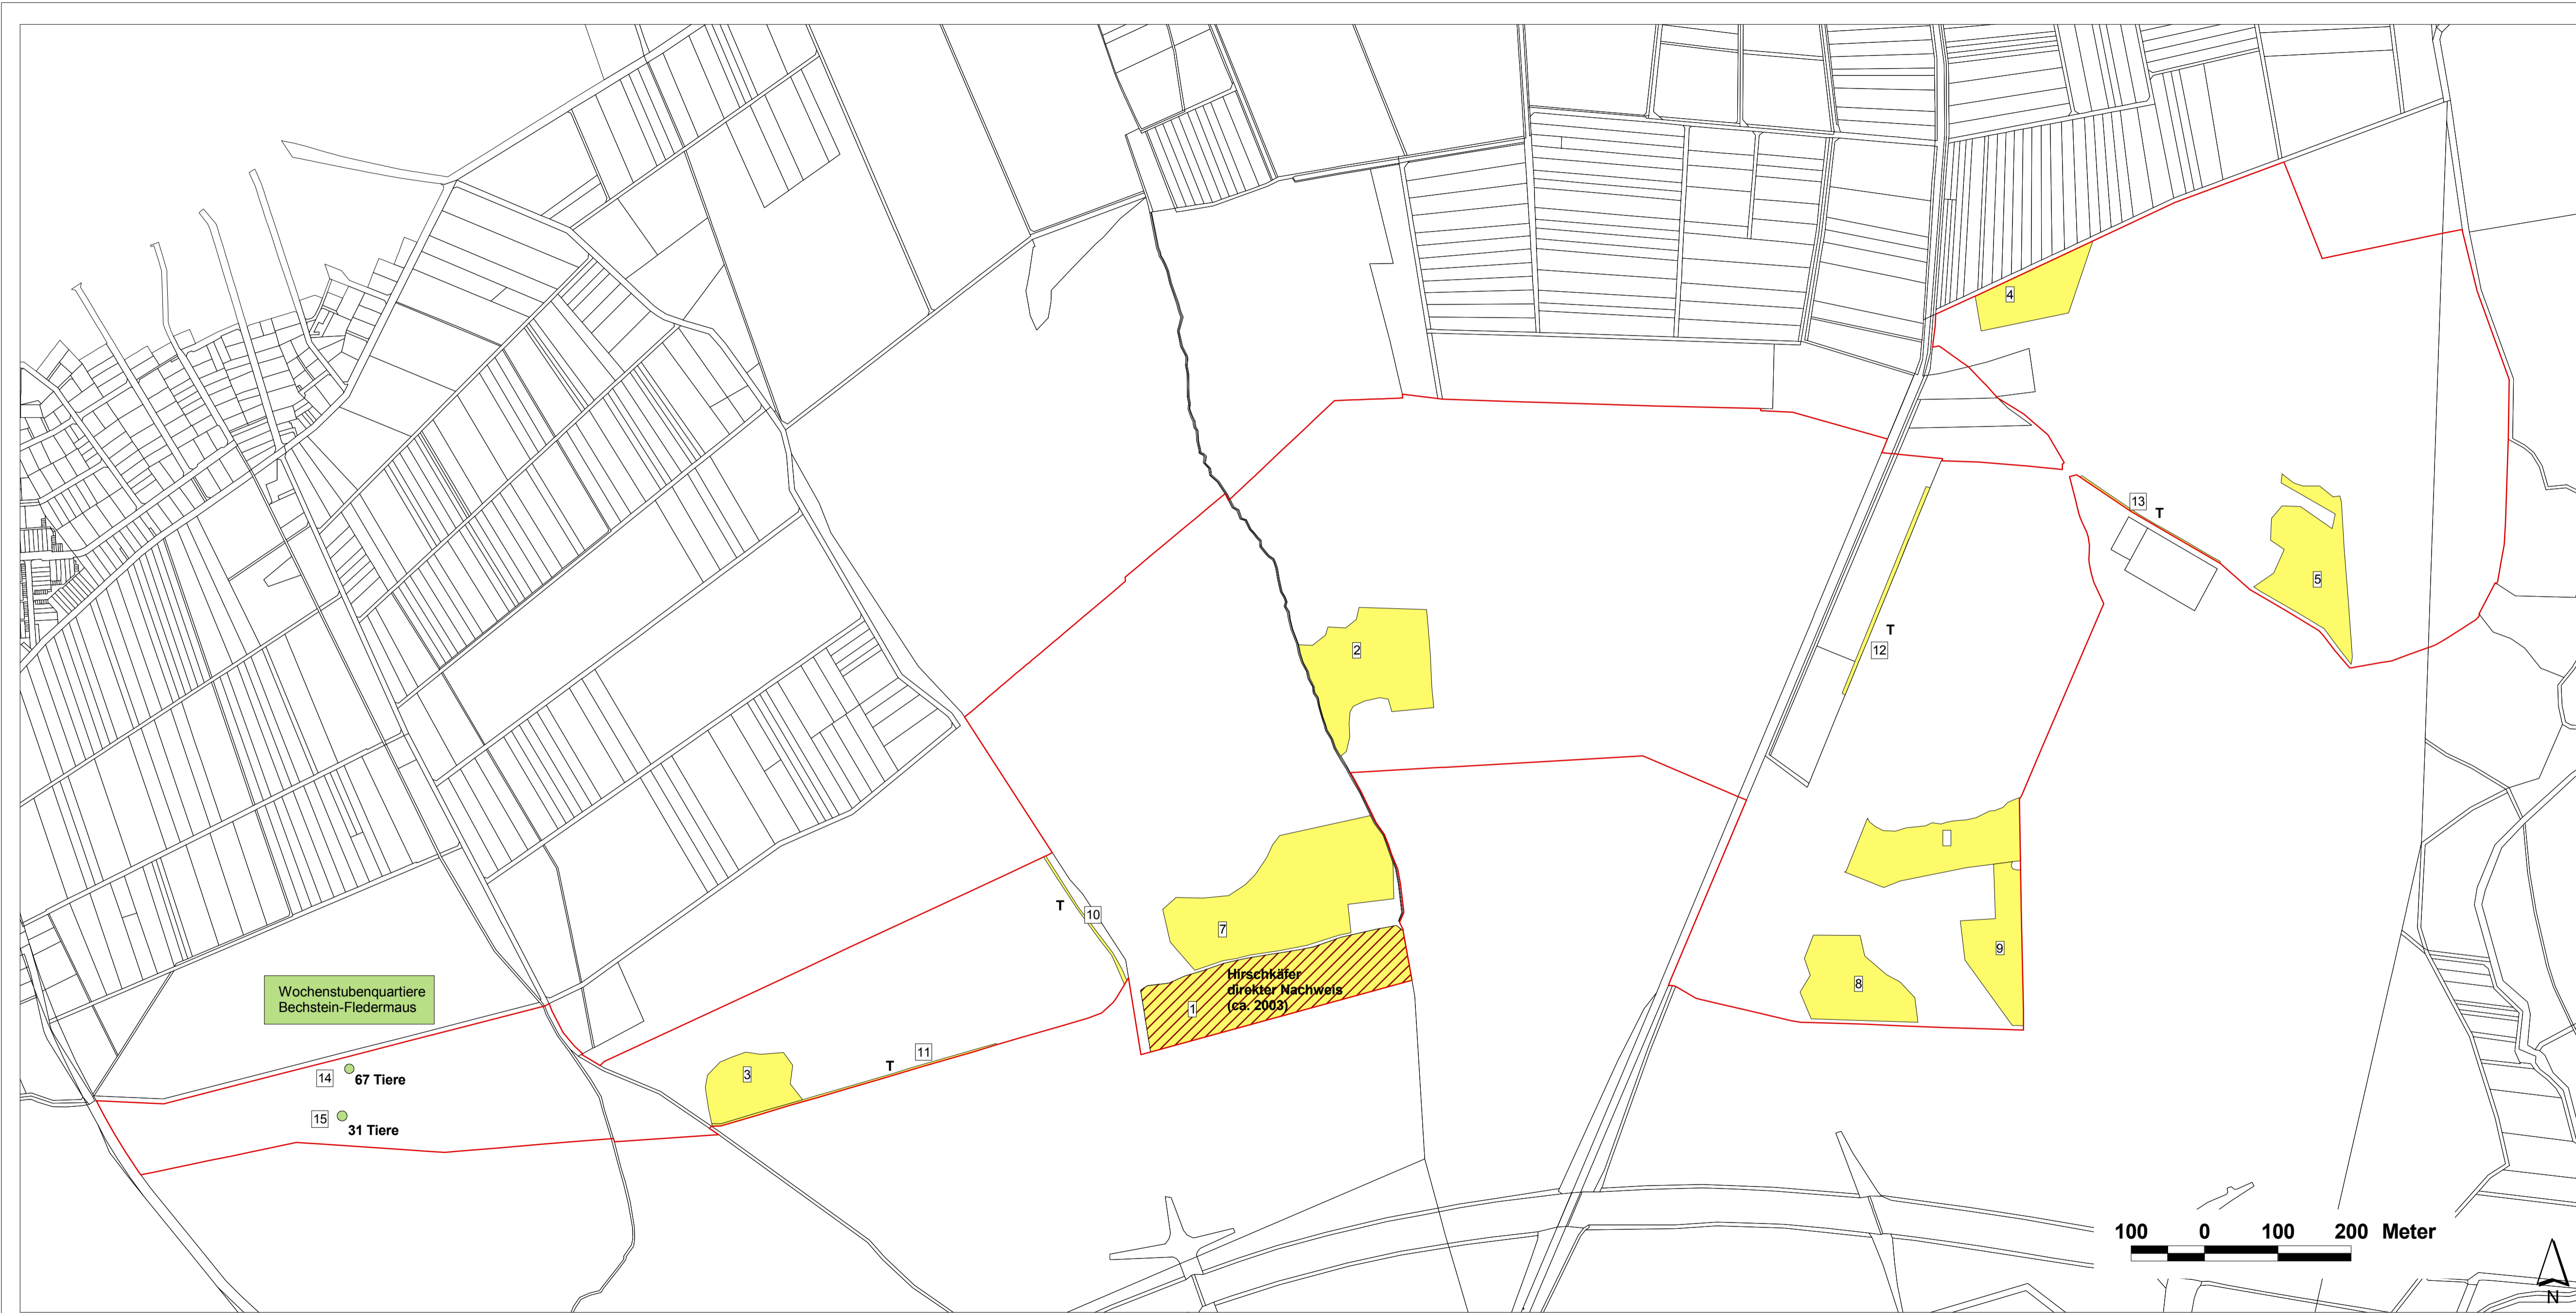 4
13
T
5
2
T
12
T
10
7
9
8
Hirschkäfer
direkter Nachweis
(ca. 2003)
1
Wochenstubenquartiere
Bechstein-Fledermaus
11
T
3
14
67 Tiere
15
31 Tiere
100 0 100 200 Meter
N